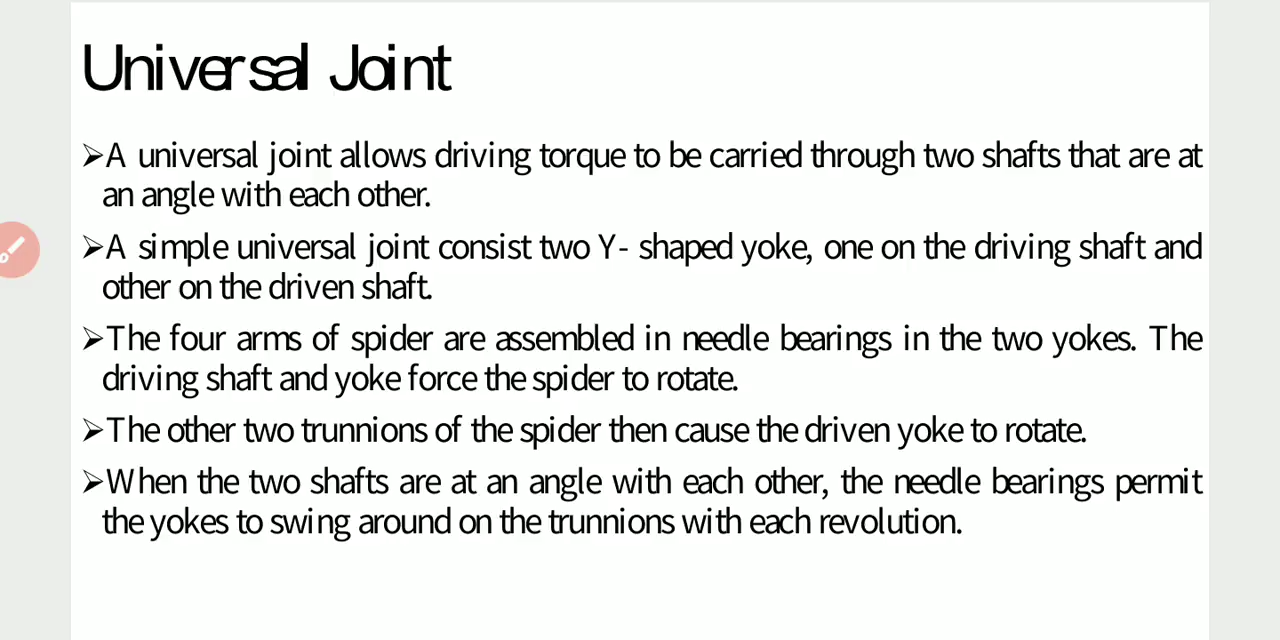 Universal Joint
➢A universal joint allows driving torque to be carried through two shafts that are at
an angle with each other.
➢A simple universal joint consist two Y- shaped yoke, one on the driving shaft and
other on the driven shaft.
➢The four arms of spider are assembled in needle bearings in the two yokes. The
driving shaft and yoke force the spider to rotate.
➢The other two trunnions of the spider then cause the driven yoke to rotate.
➢When the two shafts are at an angle with each other, the needle bearings permit
the yokes to swing around on the trunnions with each revolution.